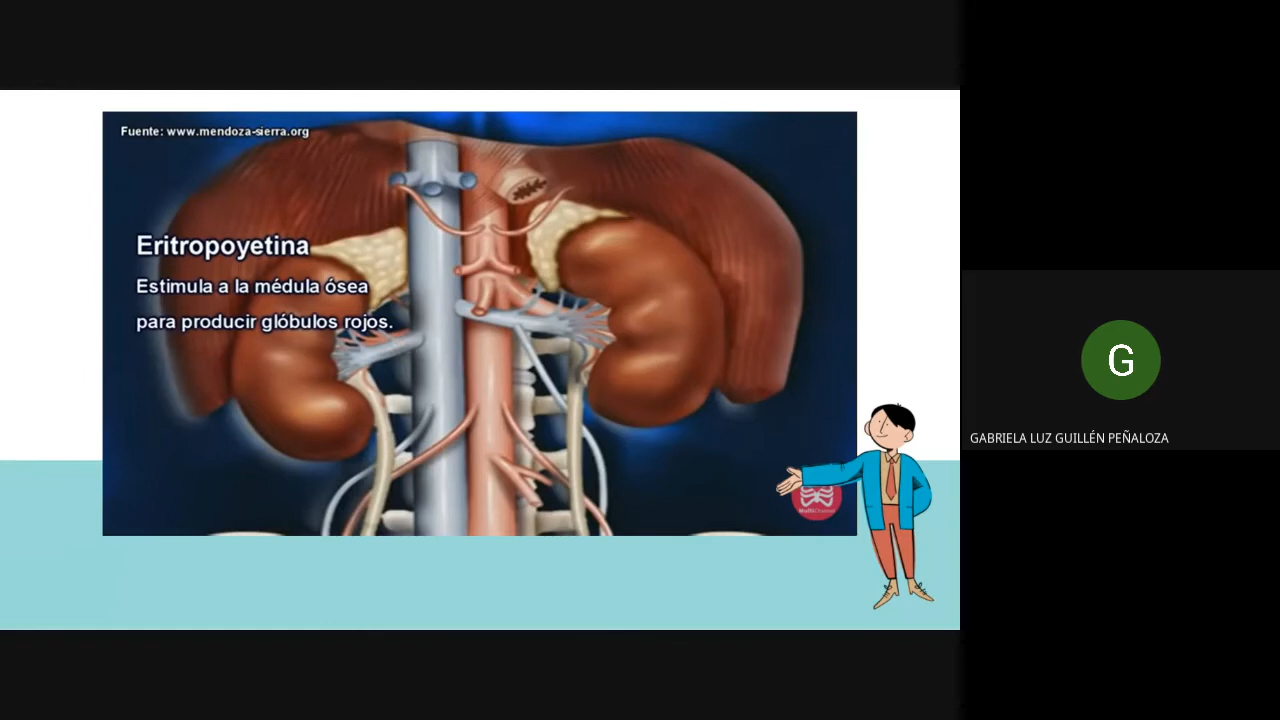 Fuente: www.mendoza-sierra.org
Eritropoyetina
Estimula a la médula ósea
para producir glóbulos rojos.
G
GABRIELA LUZ GUILLÉN PEÑALOZA